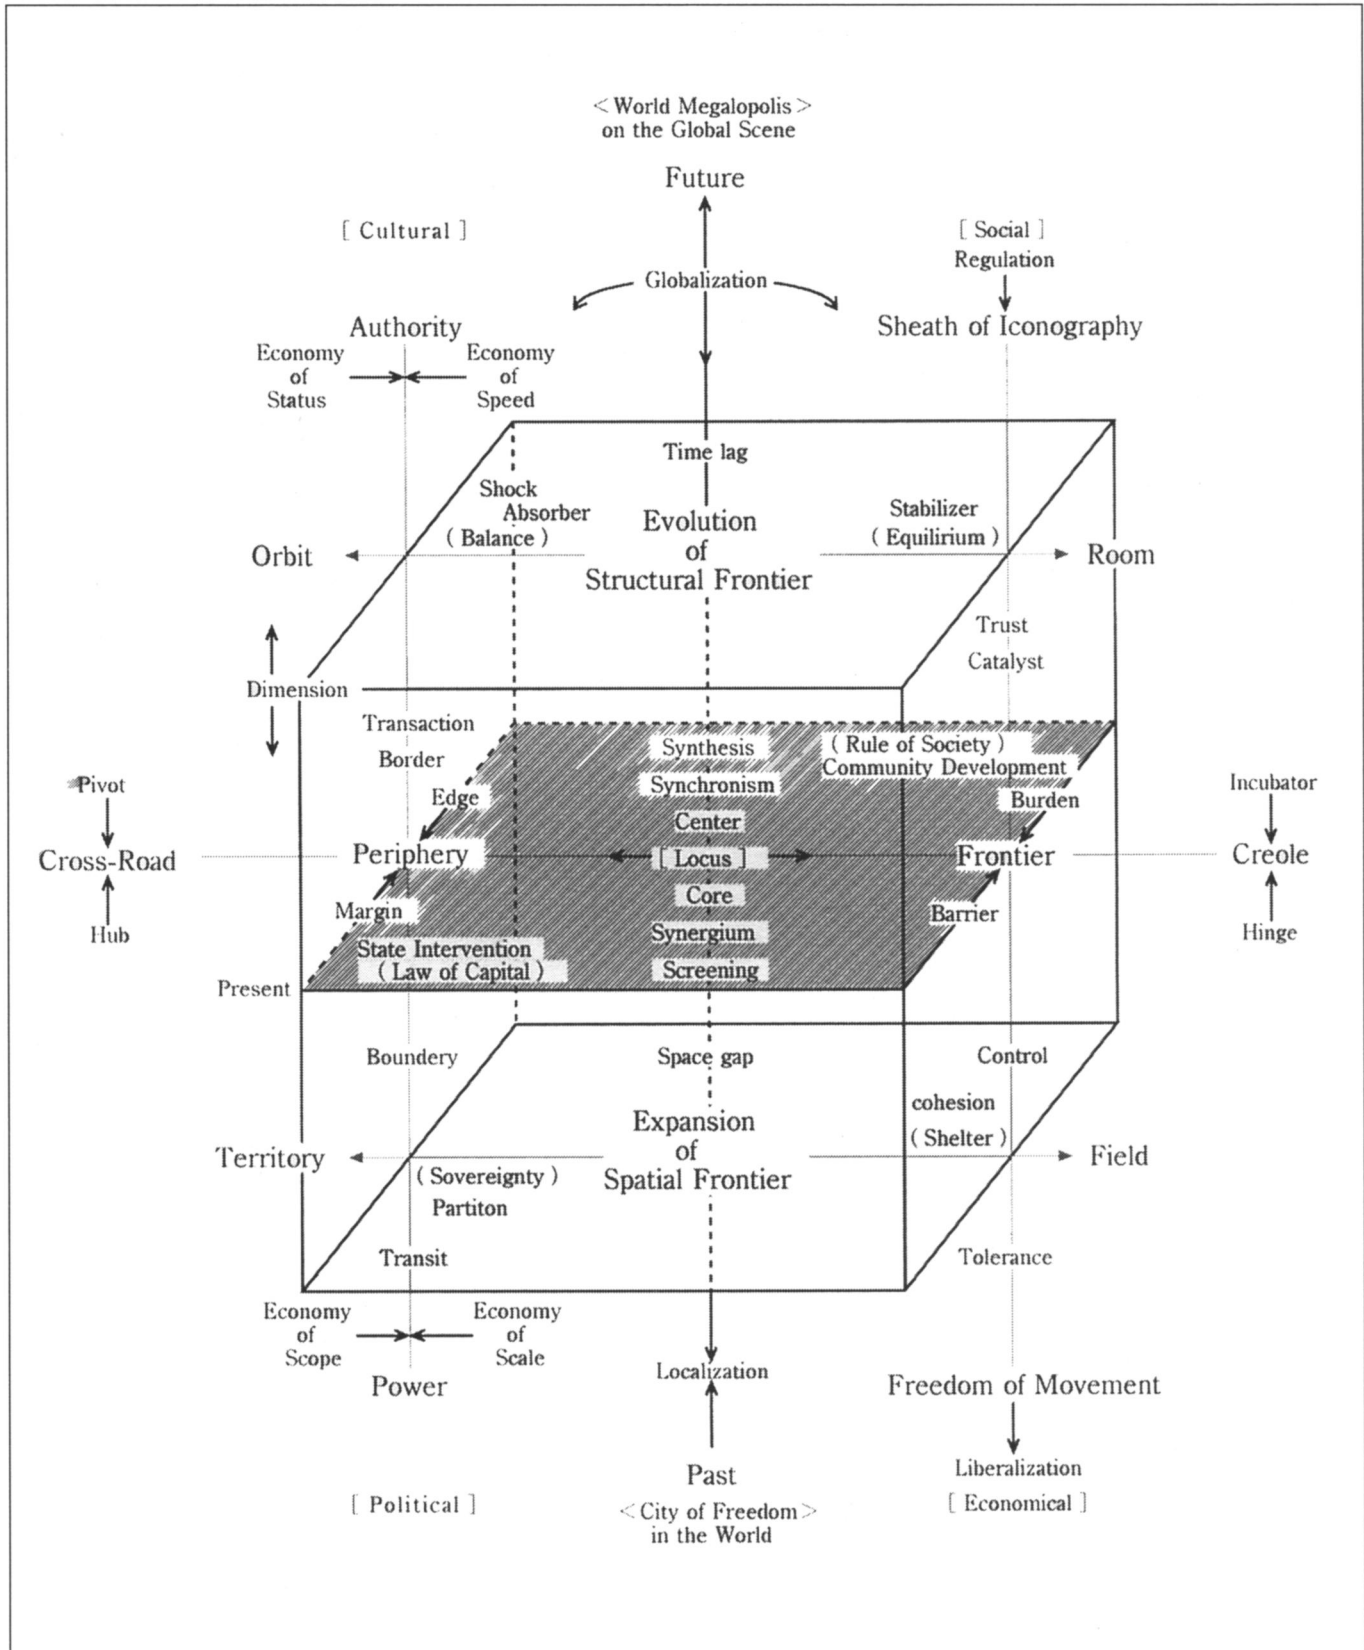 < World Megalopolis >
on the Global Scene
Future
[ Cultural ]
[ Social ]
Regulation
Globalization
Authority
Sheath of Iconography
Economy
of
Status
Economy
of
Speed
Time lag
Shock
Absorber
( Balance )
Evolution
of
Structural Frontier
Stabilizer
( Equilirium )
Orbit
Room
Trust
Catalyst
Dimension
Transaction
Border
Synthesis
( Rule of Society )
Community Development
Synchronism
Pivot
Edge
Burden
Incubator
Center
Cross-Road
Periphery
[ Locus ]
Frontier
Creole
Core
Margin
Barrier
Hub
Synergium
Hinge
State Intervention
( Law of Capital )
Screening
Present
Boundery
Space gap
Control
cohesion
( Shelter )
Expansion
of
Spatial Frontier
Territory
Field
( Sovereignty )
Partiton
Transit
Tolerance
Economy
of
Scope
Economy
of
Scale
Power
Localization
Freedom of Movement
Past
Liberalization
[ Political ]
[ Economical ]
< City of Freedom >
in the World